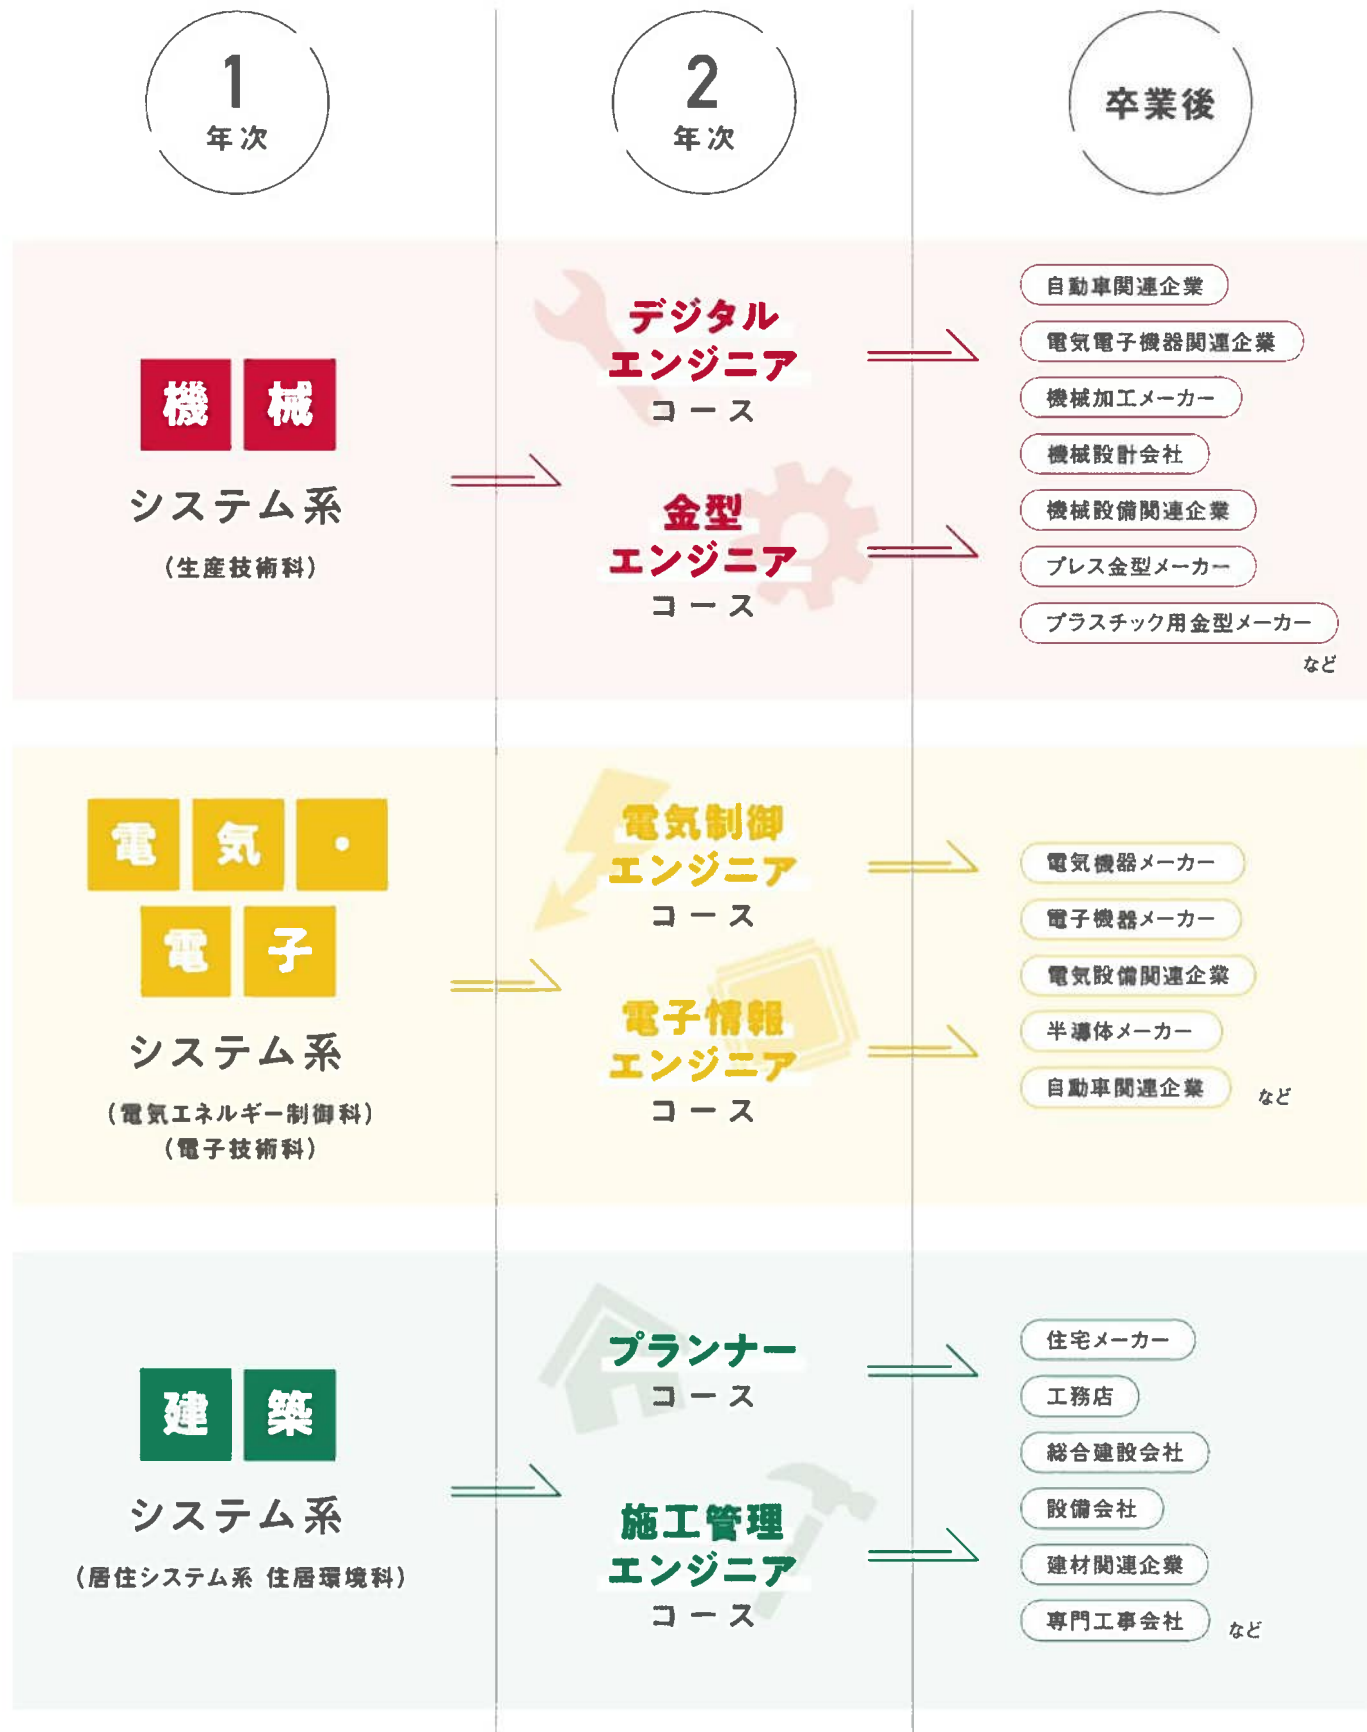 1
年次
2
年次
卒業後
機械
システム系
(生産技術科)
デジタル
エンジニア
コース
金型
エンジニア
コース
自動車関連企業
電気電子機器関連企業
機械加工メーカー
機械設計会社
機械設備関連企業
プレス金型メーカー
プラスチック用金型メーカー
など
電気・
電子
システム系
(電気エネルギー制御科)
(電子技術科)
電気制御
エンジニア
コース
電子情報
エンジニア
コース
電気機器メーカー
電子機器メーカー
電気設備関連企業
半導体メーカー
自動車関連企業
など
建築
システム系
(居住システム系 住居環境科)
プランナー
コース
施工管理
エンジニア
コース
住宅メーカー
工務店
総合建設会社
設備会社
建材関連企業
専門工事会社
など